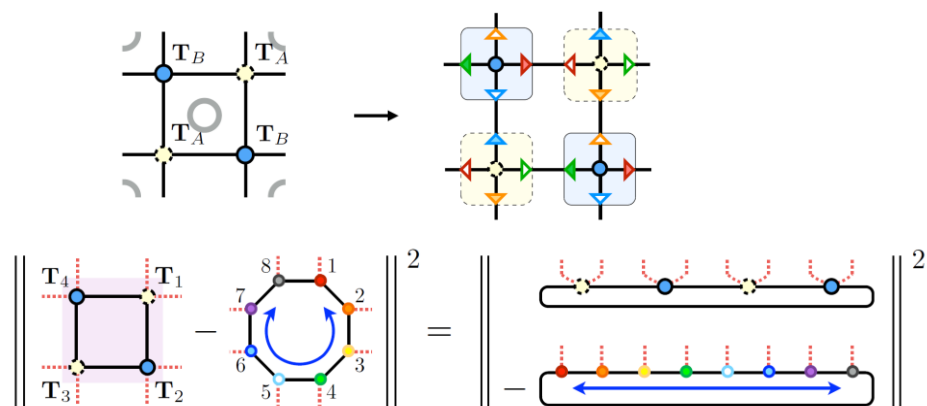 T_B T_A
T_A T_B
2 2
T_4 T_1 − 8 1 7 2 =
6 3
T_3 T_2 5 4 −